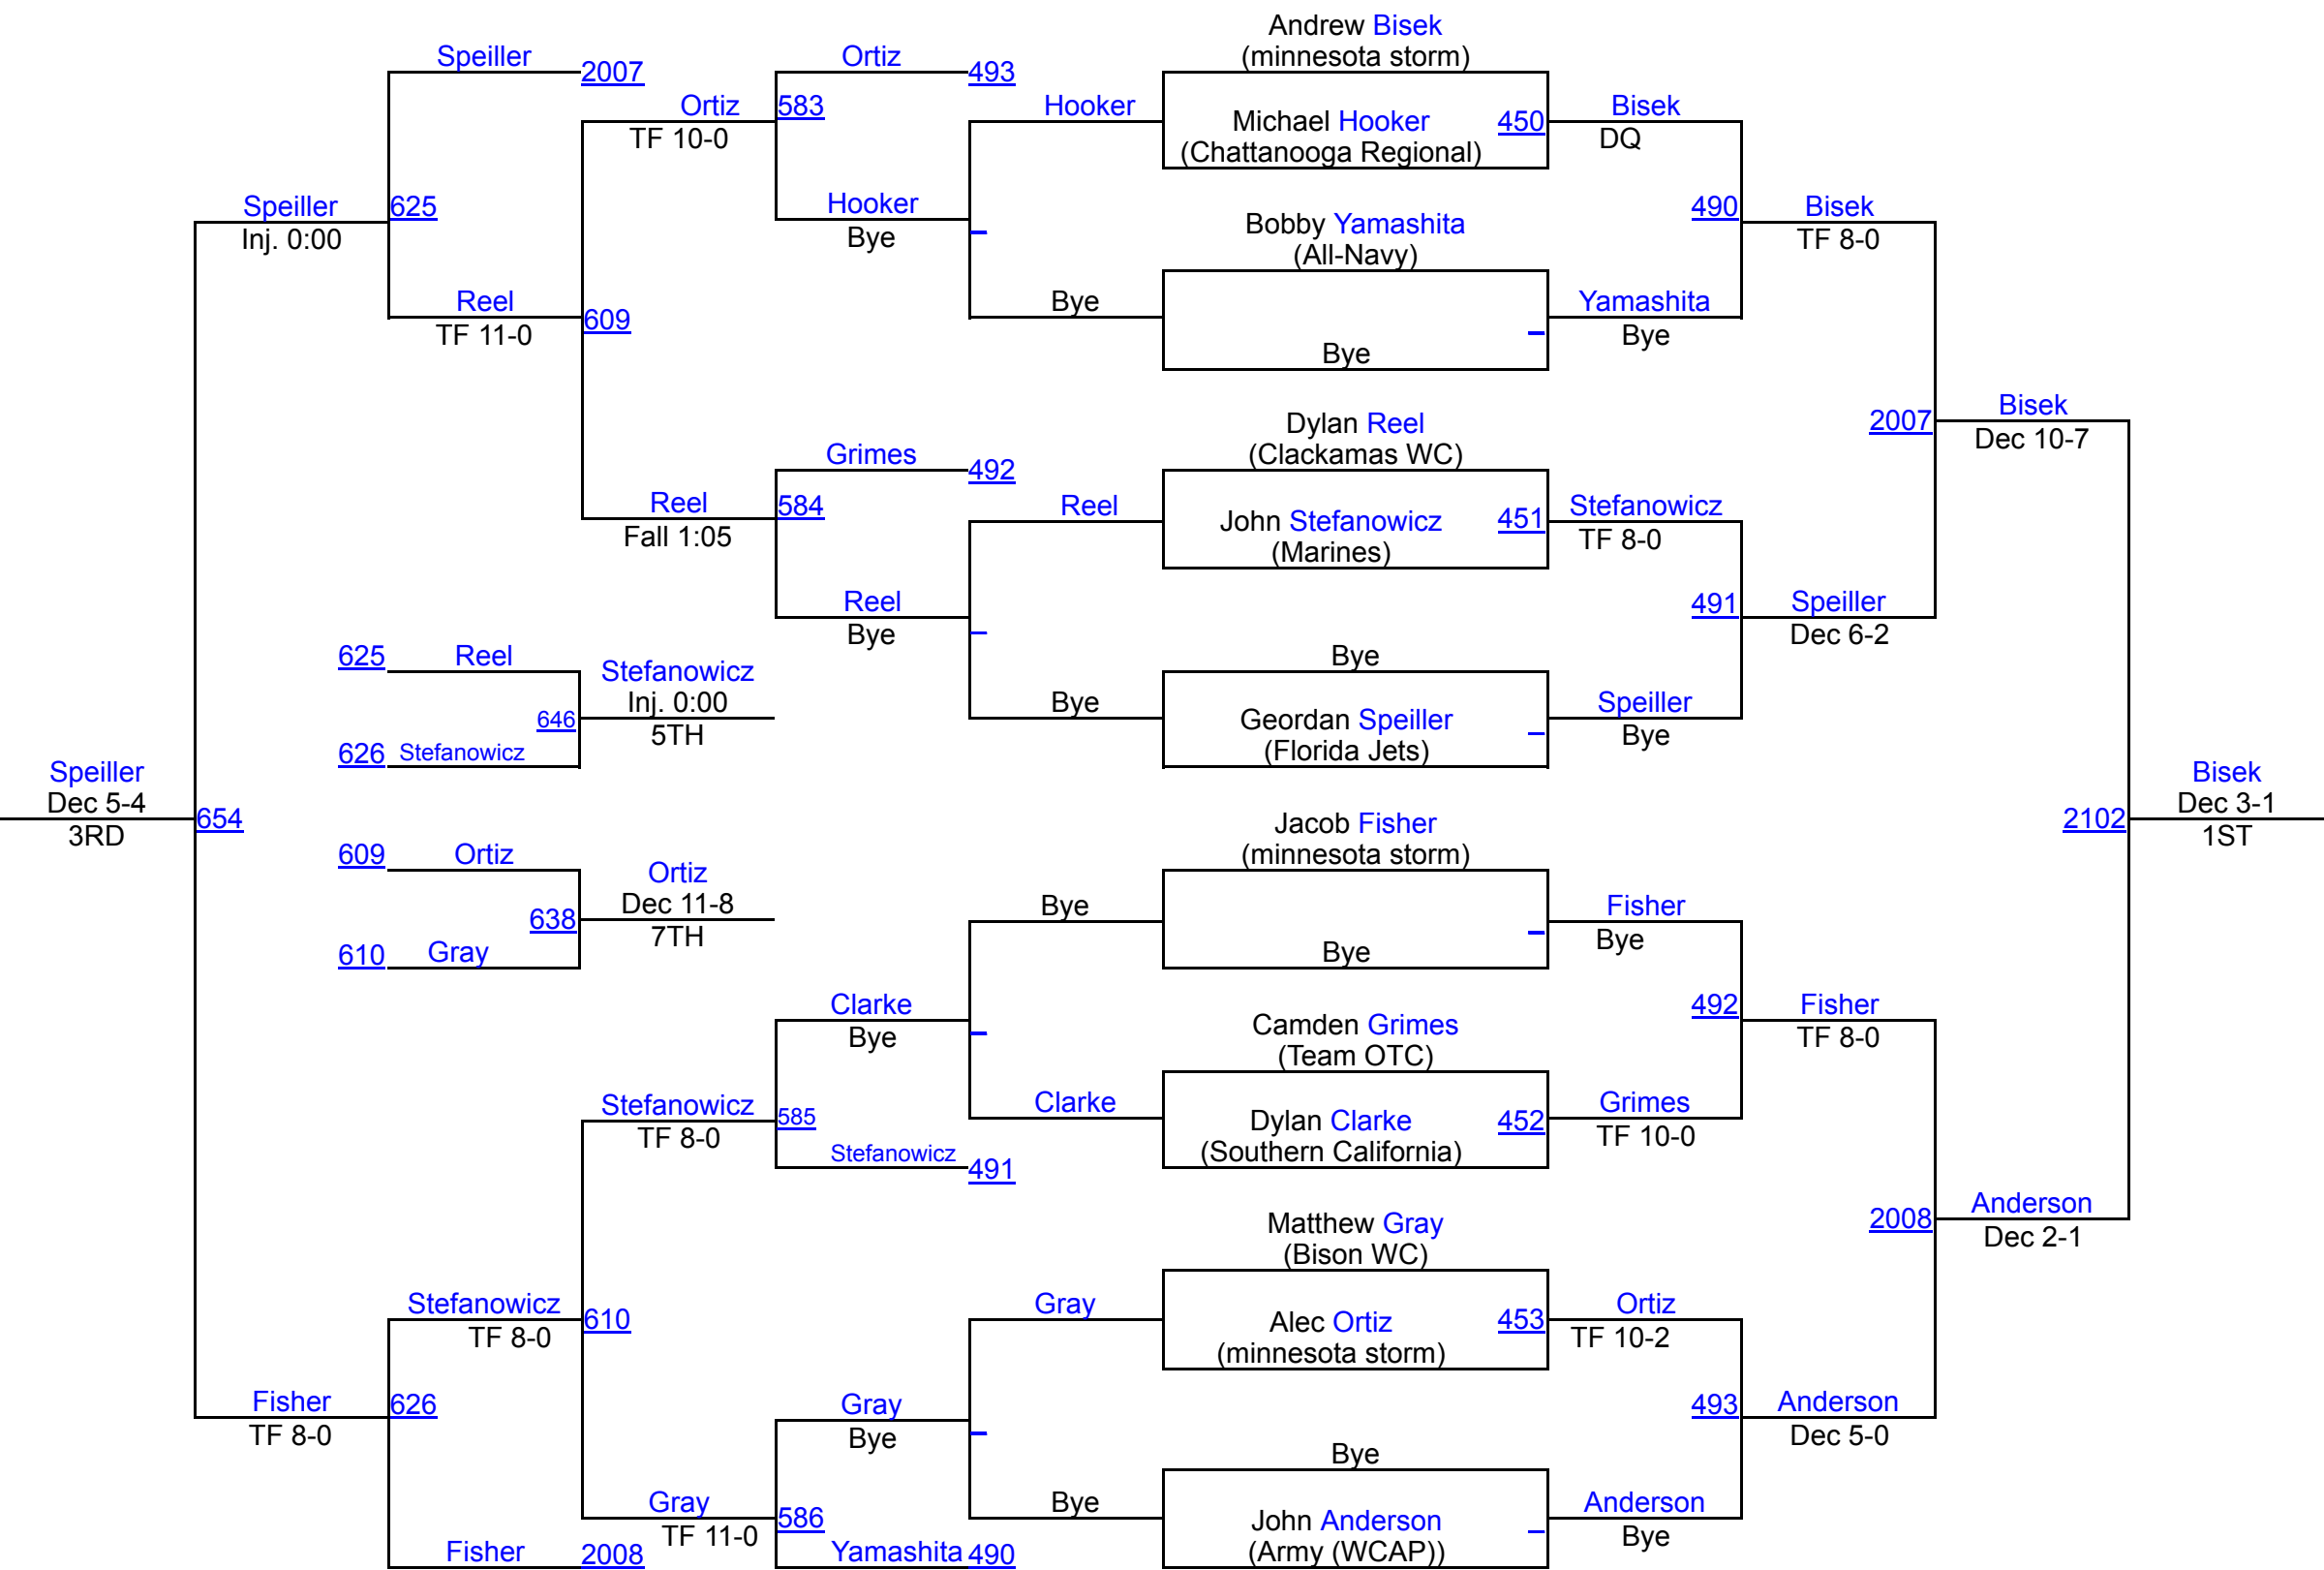 Andrew Bisek
(minnesota storm)
Speiller
2007
Ortiz
493
Ortiz
TF 10-0
583
Hooker
Michael Hooker
(Chattanooga Regional)
450
Bisek
DQ
Speiller
Inj. 0:00
625
Hooker
Bye
Bobby Yamashita
(All-Navy)
490
Bisek
TF 8-0
Reel
TF 11-0
609
Bye
Bye
Yamashita
Bye
Dylan Reel
(Clackamas WC)
2007
Bisek
Dec 10-7
Grimes
492
Reel
Fall 1:05
584
Reel
John Stefanowicz
(Marines)
451
Stefanowicz
TF 8-0
Reel
Bye
491
Speiller
Dec 6-2
625
Reel
Stefanowicz
Inj. 0:00
5TH
646
626
Stefanowicz
Bye
Bye
Geordan Speiller
(Florida Jets)
Speiller
Bye
Speiller
Dec 5-4
3RD
654
Jacob Fisher
(minnesota storm)
2102
Bisek
Dec 3-1
1ST
609
Ortiz
Ortiz
Dec 11-8
7TH
638
610
Gray
Bye
Bye
Fisher
Bye
Clarke
Bye
Camden Grimes
(Team OTC)
492
Fisher
TF 8-0
Stefanowicz
TF 8-0
585
Clarke
Dylan Clarke
(Southern California)
452
Grimes
TF 10-0
Stefanowicz
491
Matthew Gray
(Bison WC)
2008
Anderson
Dec 2-1
Stefanowicz
TF 8-0
610
Gray
Alec Ortiz
(minnesota storm)
453
Ortiz
TF 10-2
Fisher
TF 8-0
626
Gray
Bye
493
Anderson
Dec 5-0
Bye
Gray
TF 11-0
586
Bye
John Anderson
(Army (WCAP))
Anderson
Bye
Fisher
2008
Yamashita
490